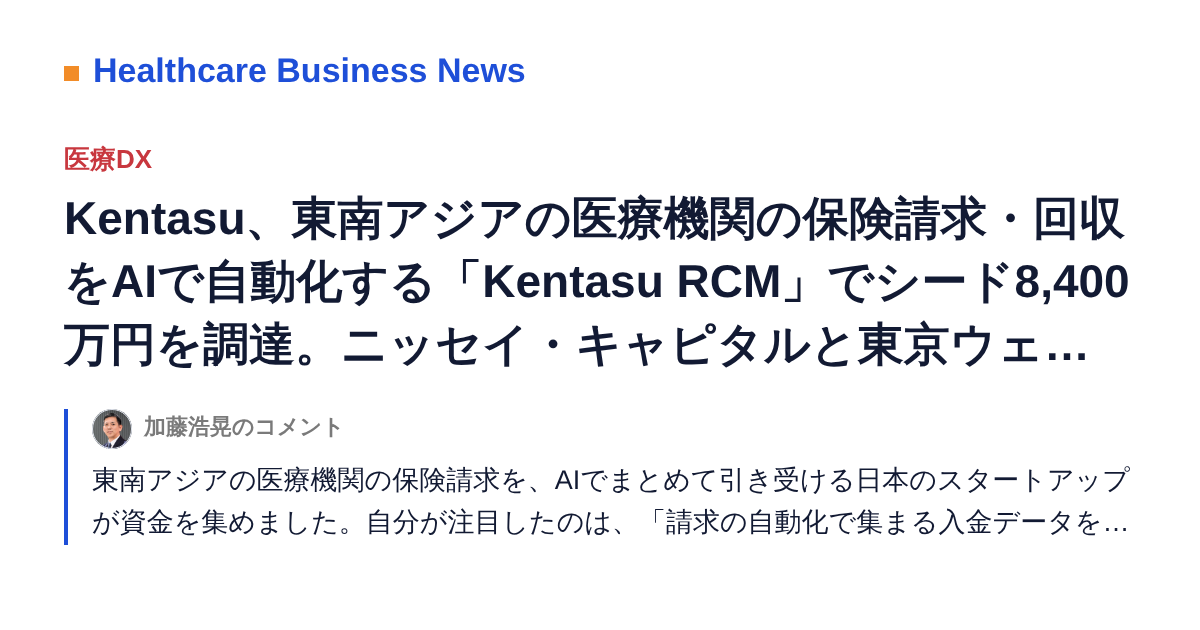 Healthcare Business News
医療DX
Kentasu、東南アジアの医療機関の保険請求・回収
をAIで自動化する「Kentasu RCM」でシード8,400
万円を調達。ニッセイ・キャピタルと東京ウェ…
加藤浩晃のコメント
東南アジアの医療機関の保険請求を、AIでまとめて引き受ける日本のスタートアップ
が資金を集めました。自分が注目したのは、「請求の自動化で集まる入金データを…